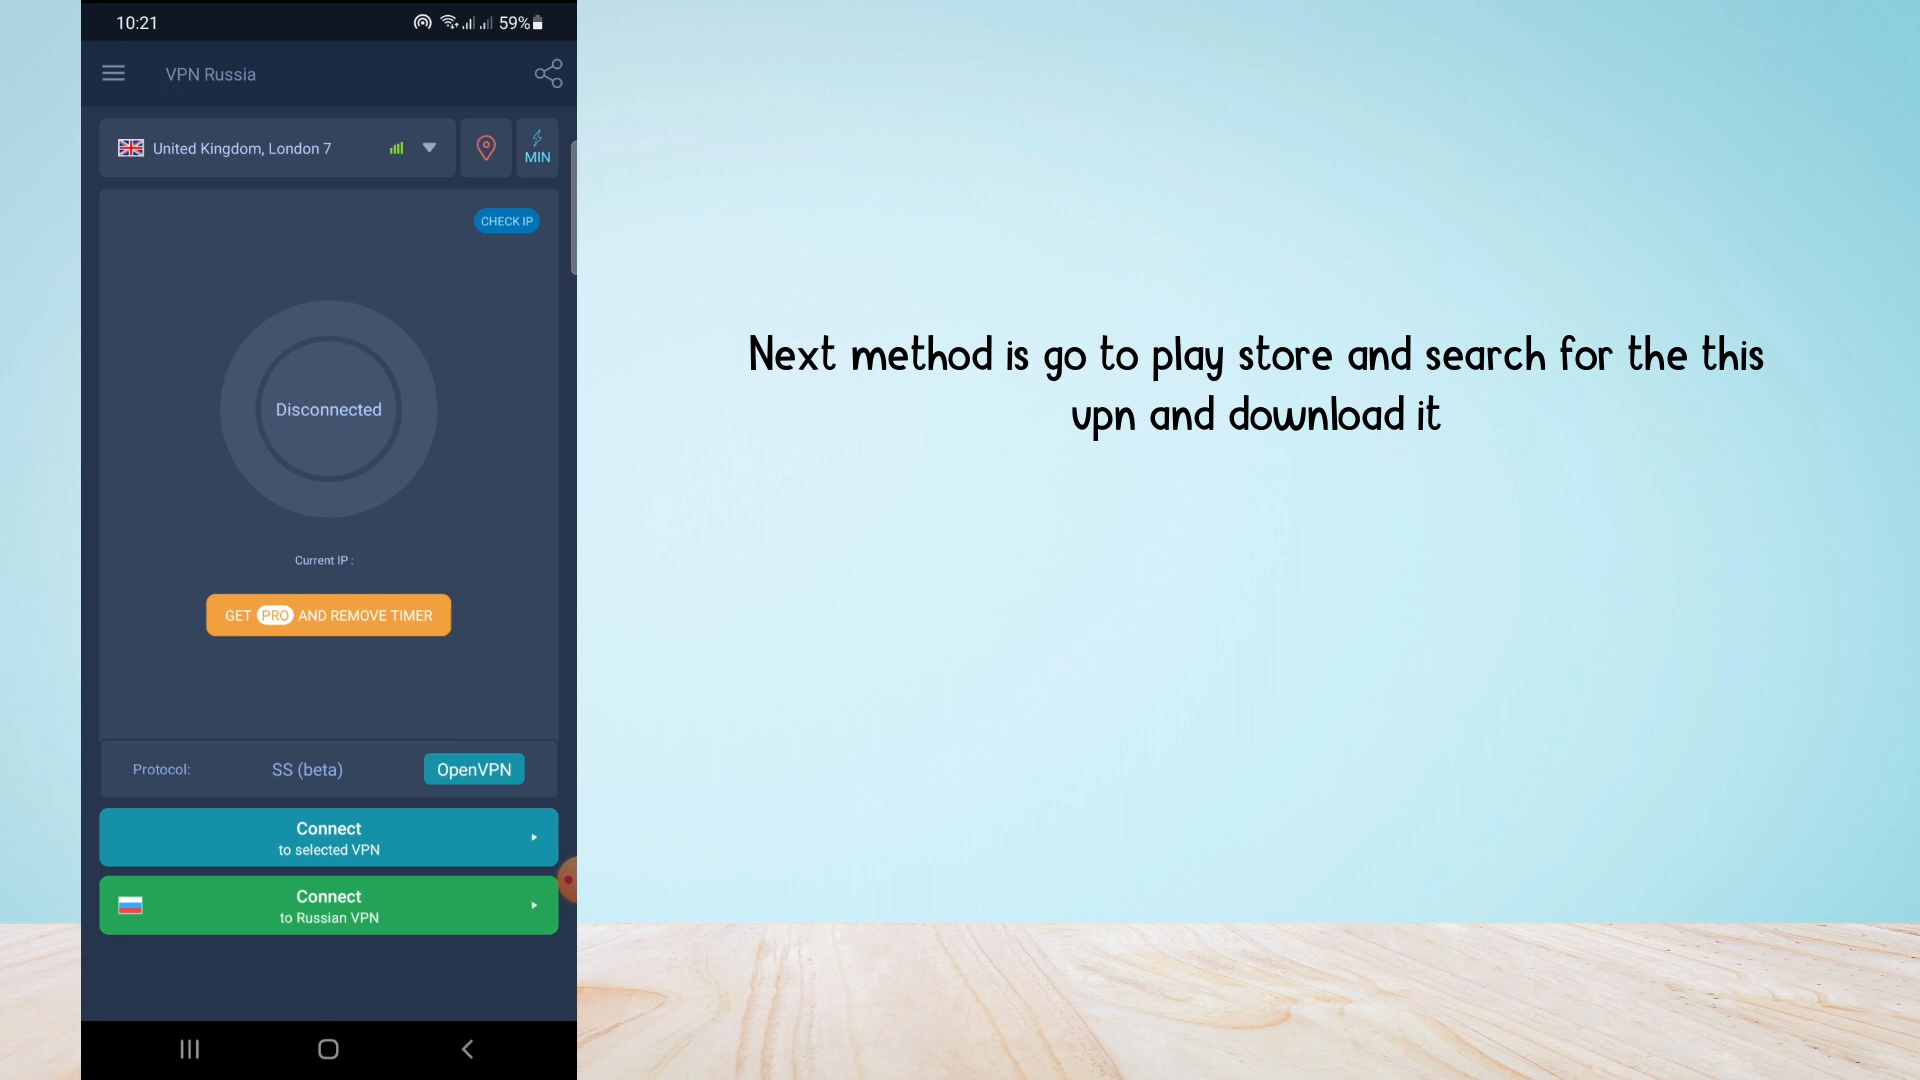 10:21
59%
VPN Russia
United Kingdom, London 7
MIN
CHECK IP
Disconnected
Current IP :
GET PRO AND REMOVE TIMER
Protocol: SS (beta) OpenVPN
Connect
to selected VPN
Connect
to Russian VPN
Next method is go to play store and search for the this
vpn and download it